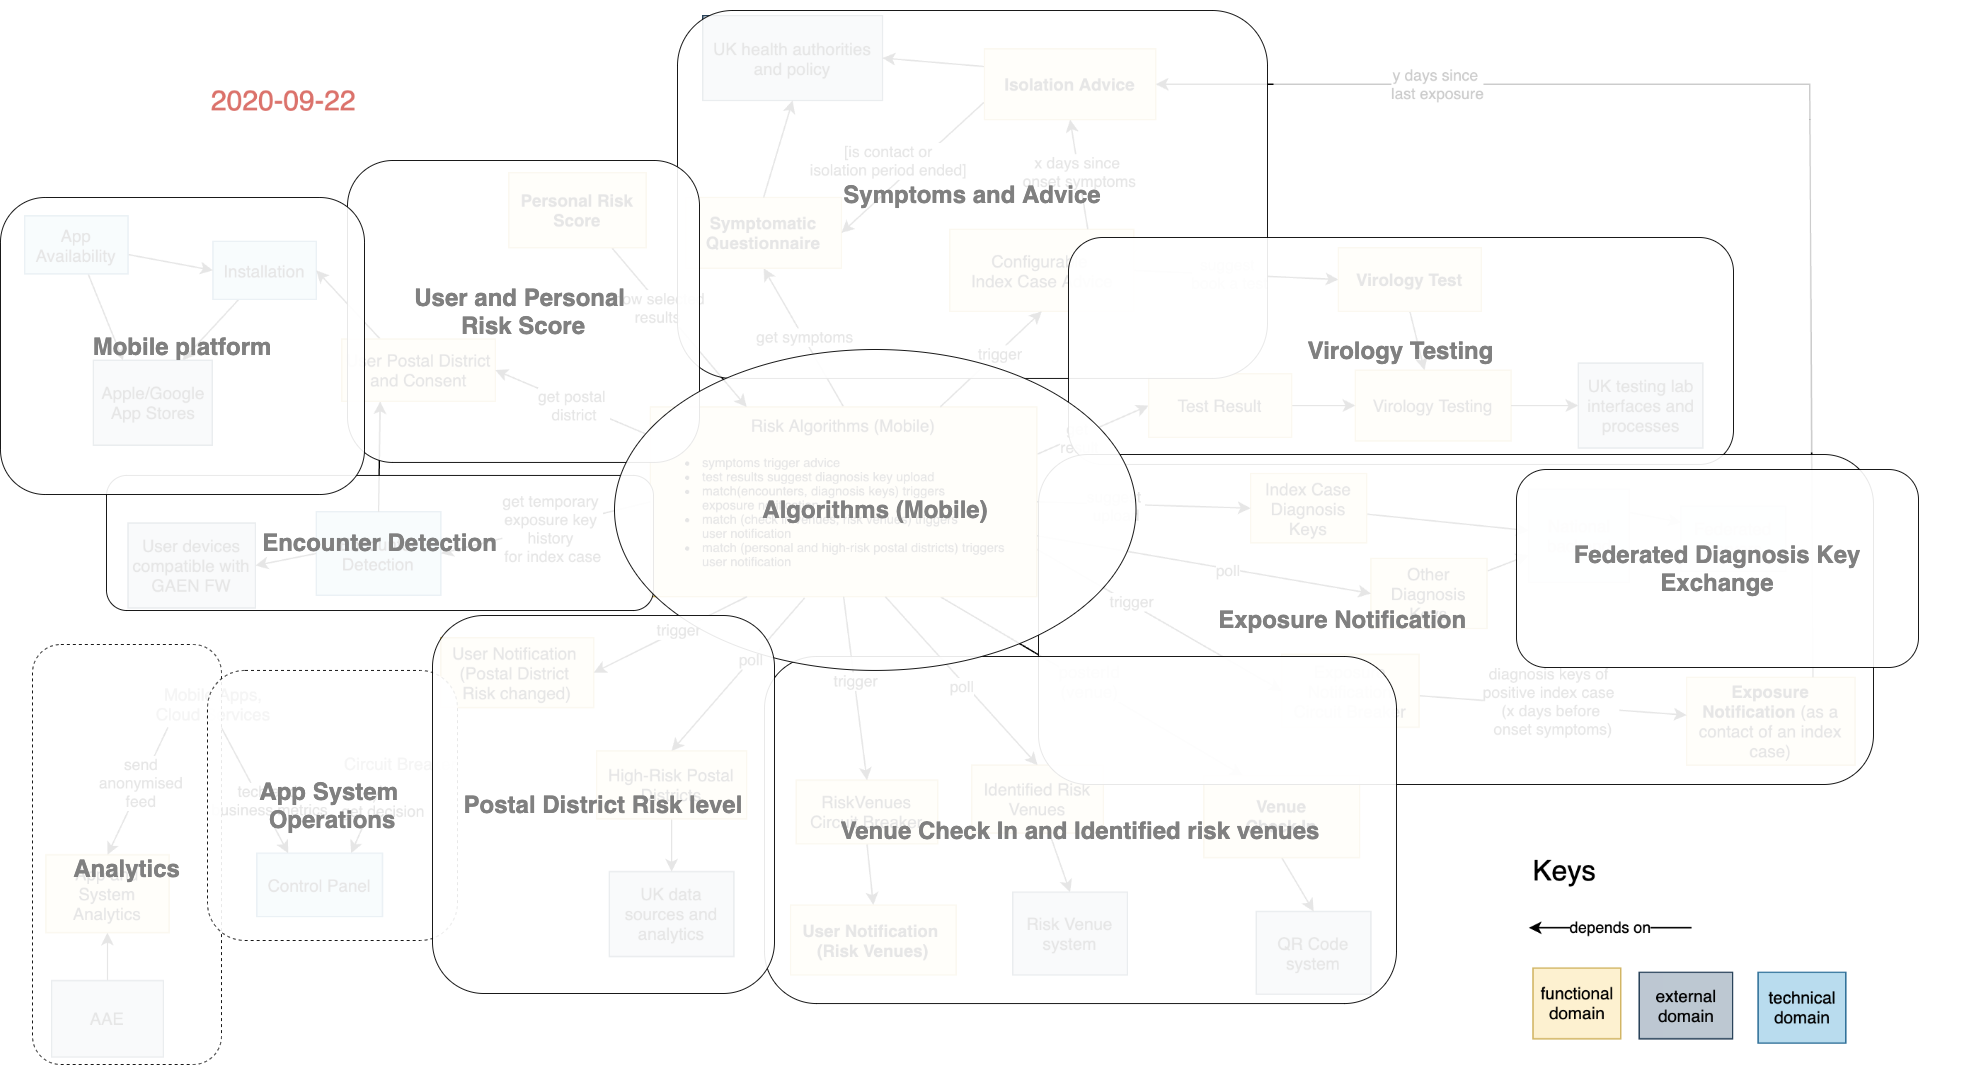 2020-09-22
UK health authorities
and policy
Isolation Advice
y days since
last exposure
[is contact or
isolation period ended]
x days since
onset symptoms
Symptoms and Advice
Symptomatic
Questionnaire
Index Case
get symptoms
trigger
Personal Risk
Score
User and Personal
Risk Score
results
Postal District
and Consent
get postal
district
App
Availability
Installation
Mobile platform
Apple/Google
App Stores
Virology Test
Virology Testing
Test Result
Virology Testing
UK testing lab
interfaces and
processes
Risk Algorithms (Mobile)
• symptoms trigger advice
• test results suggest diagnosis key upload
• match(encounters, diagnosis keys) triggers
exposure
• match (check venues, risk venues) triggers
user notification
• match (personal and high-risk postal districts) triggers
user notification
Algorithms (Mobile)
get temporary
exposure key
history
for index case
Encounter Detection
Detection
User devices
compatible with
GAEN FW
Index Case
Diagnosis
Keys
poll
Other
Diagnosis
trigger
Exposure Notification
Federated Diagnosis Key
Exchange
diagnosis keys of
positive index case
(x days before
onset symptoms)
Exposure
Notification (as a
contact of an index
case)
trigger
User Notification
(Postal District
Risk changed)
poll
High-Risk Postal
Districts
Postal District Risk level
UK data
sources and
analytics
trigger
poll
RiskVenues
Circuit Breaker
Identified Risk
Venues
Venue
Check In
Venue Check In and Identified risk venues
User Notification
(Risk Venues)
Risk Venue
system
QR Code
system
Mobile Apps,
Cloud Services
send
anonymised
feed
Circuit
metrics
decision
App System
Operations
Control Panel
Analytics
System
Analytics
AAE
Keys
depends on
functional
domain
external
domain
technical
domain